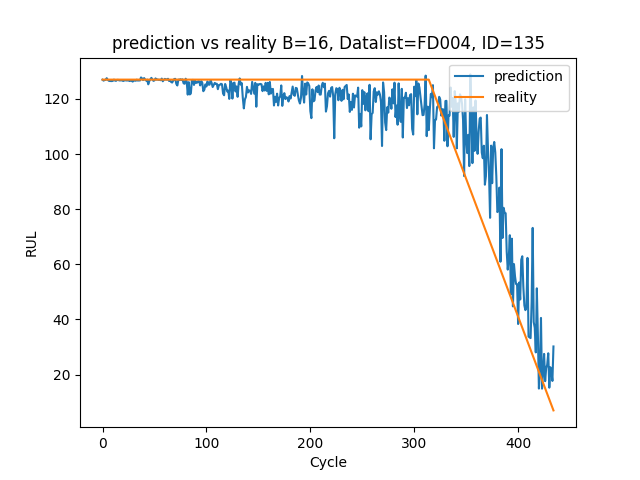 prediction vs reality B=16, Datalist=FD004, ID=135
prediction
reality
RUL
120
100
80
60
40
20
0 100 200 300 400
Cycle